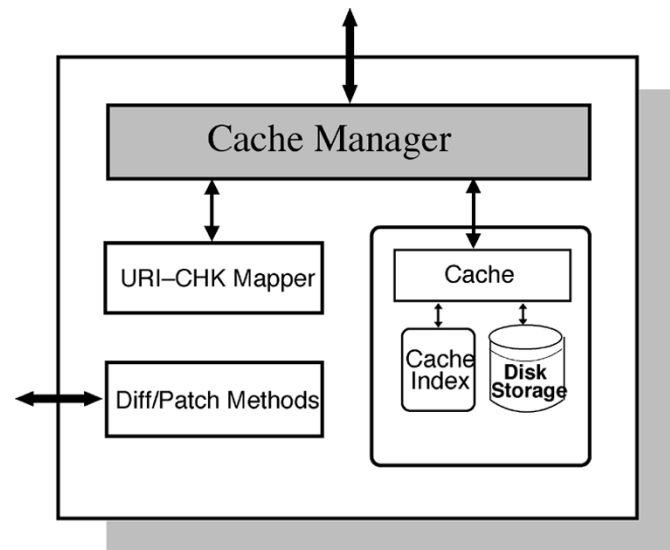 Cache Manager
URI–CHK Mapper
Cache
Cache
Index
Disk
Storage
Diff/Patch Methods